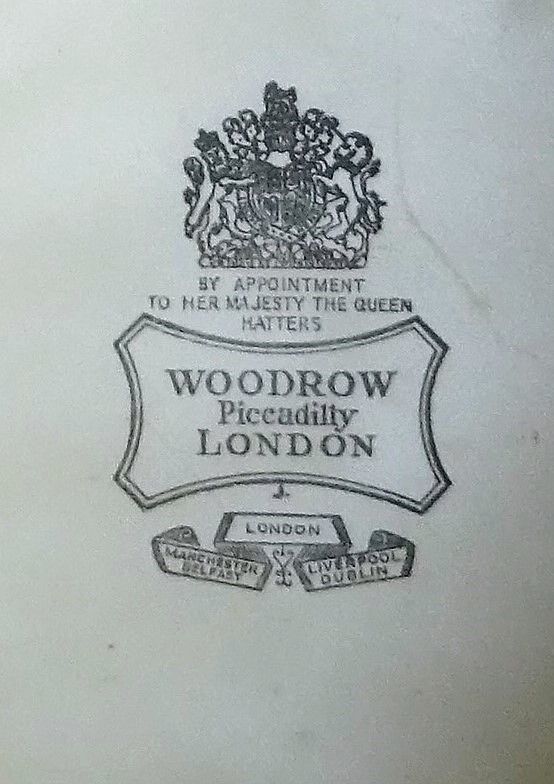 BY APPOINTMENT
TO HER MAJESTY THE QUEEN
HATTERS
WOODROW
Piccadilly
LONDON
LONDON
MANCHESTER
BELFAST
LIVERPOOL
DUBLIN